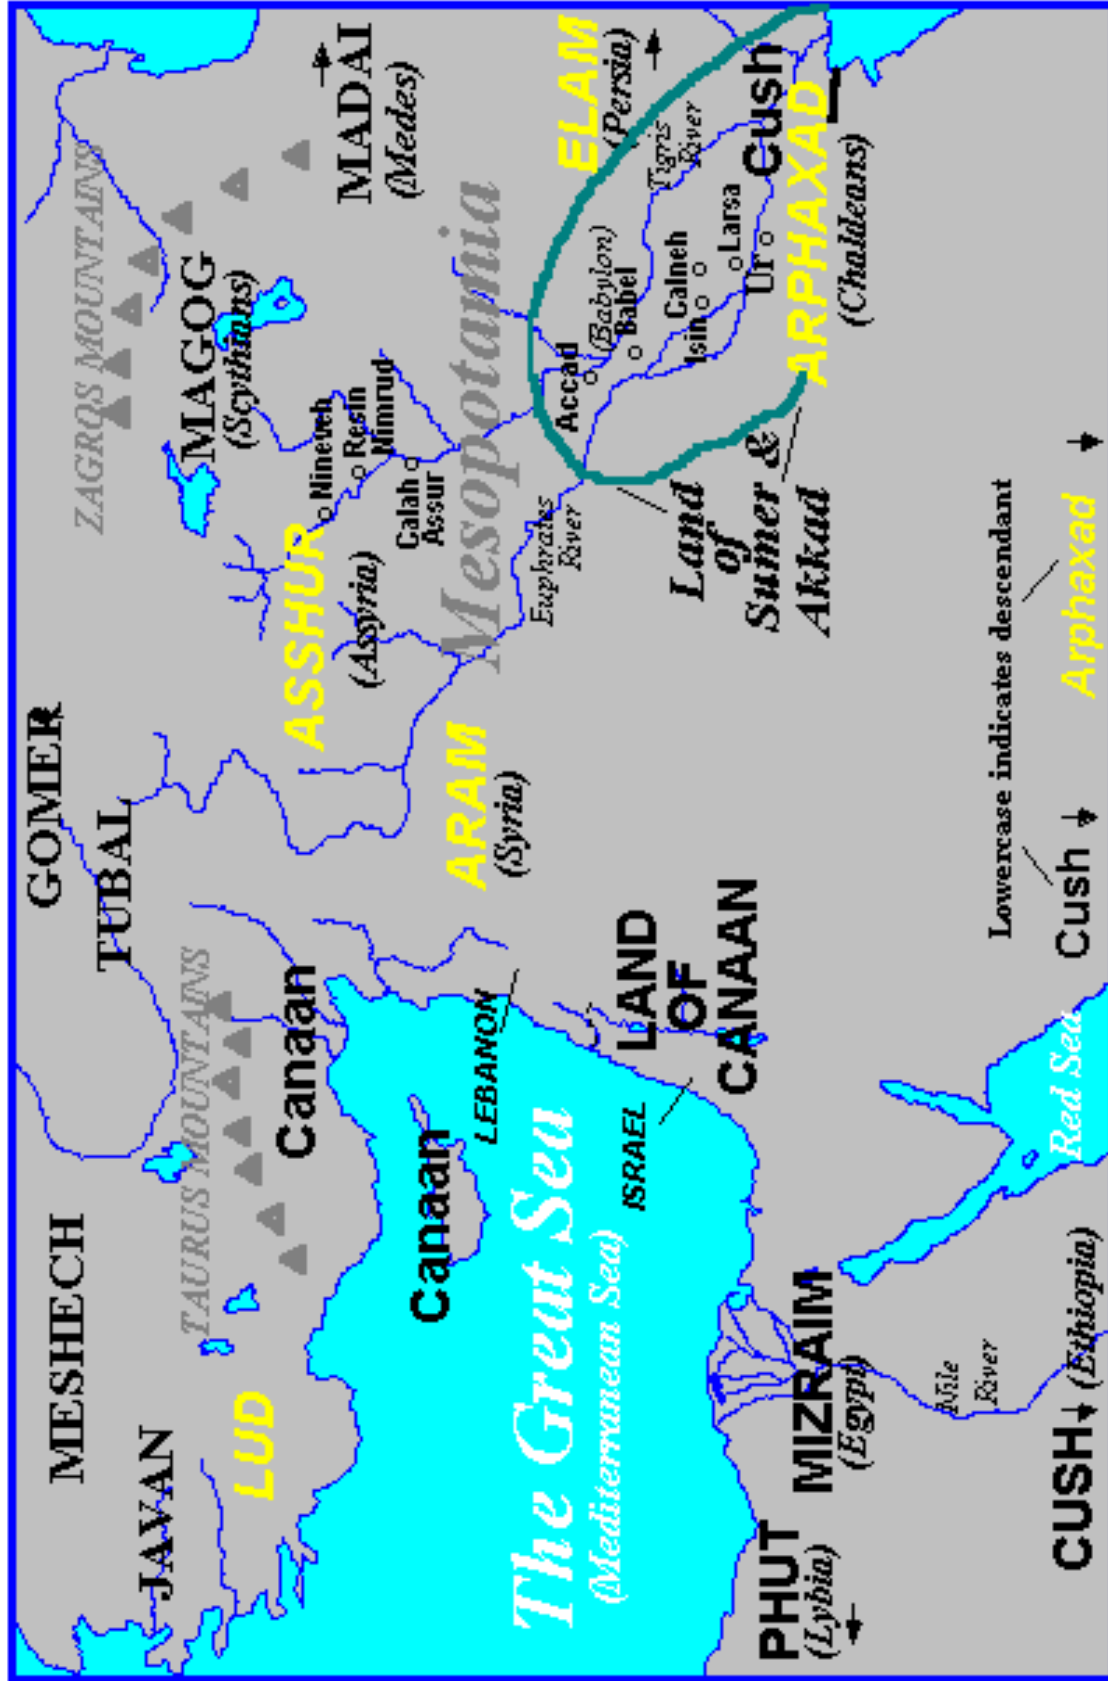 GOMER
MESHECH
ZAGROS MOUNTAINS
TUBAL
JAVAN
TAURUS MOUNTAINS
MAGOG
(Scythians)
LUD
Canaan
ASSHUR
(Assyria)
Nineveh
Resin
Nimrud
MADAI
(Medes)
Calah
Assur
Canaan
ARAM
(Syria)
Mesopotamia
LEBANON
The Great Sea
(Mediterranean Sea)
Euphrates
River
ELAM
(Persia)
Accad
(Babylon)
Babel
Tigris
River
ISRAEL
LAND
OF
CANAAN
Land
of
Sumer &
Akkad
Calneh
Isin
Larsa
Ur
Cush
ARPHAXAD
(Chaldeans)
PHUT
(Lybia)
MIZRAIM
(Egypt)
Nile
River
Red Sea
CUSH (Ethiopia)
Lowercase indicates descendant
Cush
Arphaxad